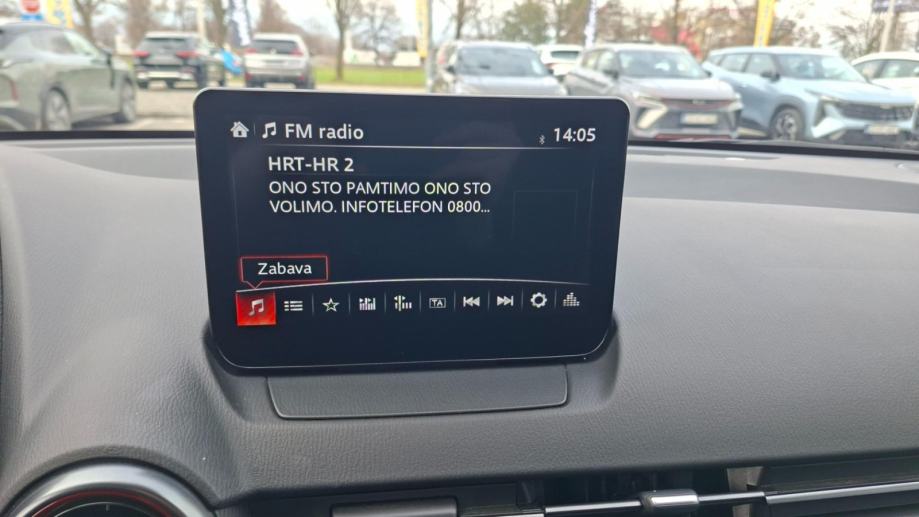 FM radio
14:05
HRT-HR 2
ONO STO PAMTIMO ONO STO
VOLIMO. INFOTELEFON 0800...
Zabava
TA